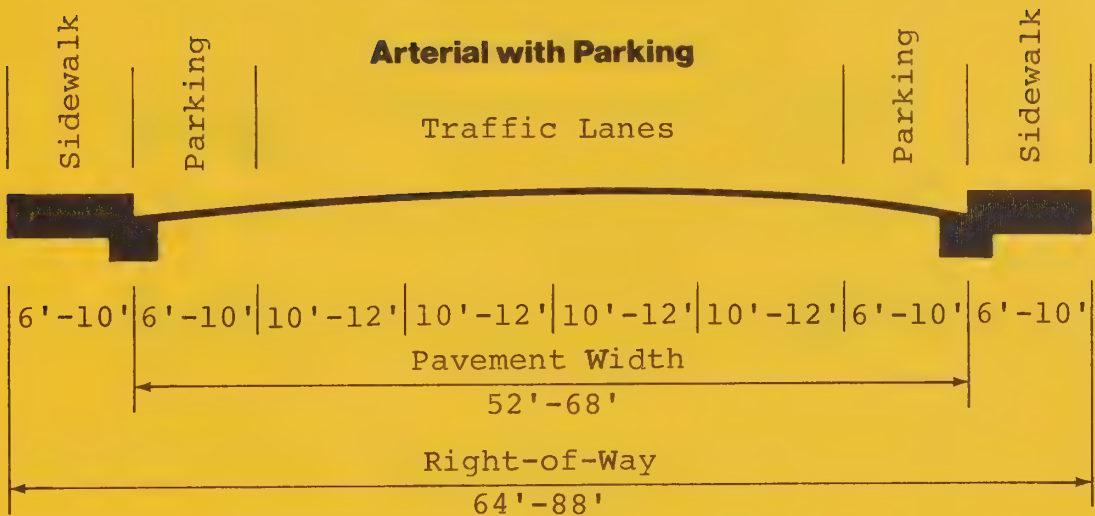 Arterial with Parking
Sidewalk
Parking
Traffic Lanes
Parking
Sidewalk
6'-10' 6'-10' 10'-12' 10'-12' 10'-12' 10'-12' 6'-10' 6'-10'
Pavement Width
52'-68'
Right-of-Way
64'-88'